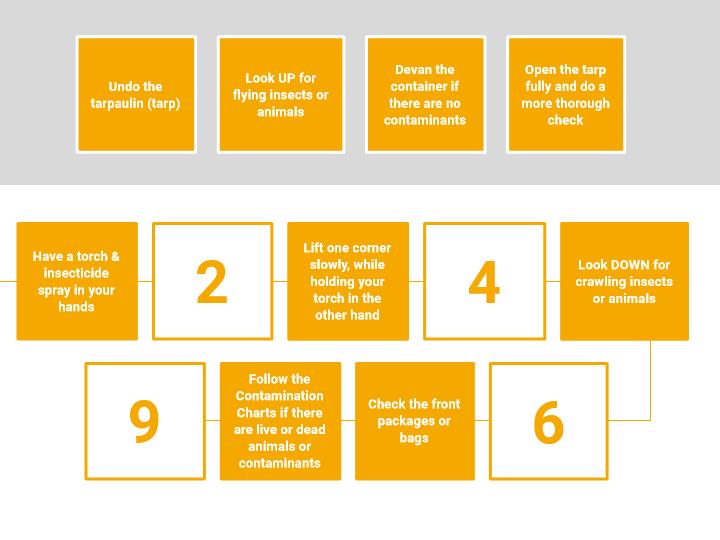 Undo the
tarpaulin (tarp)
Look UP for
flying insects or
animals
Devan the
container if
there are no
contaminants
Open the tarp
fully and do a
more thorough
check
Have a torch &
insecticide
spray in your
hands
2
Lift one corner
slowly, while
holding your
torch in the
other hand
4
Look DOWN for
crawling insects
or animals
9
Follow the
Contamination
Charts if there
are live or dead
animals or
contaminants
Check the front
packages or
bags
6